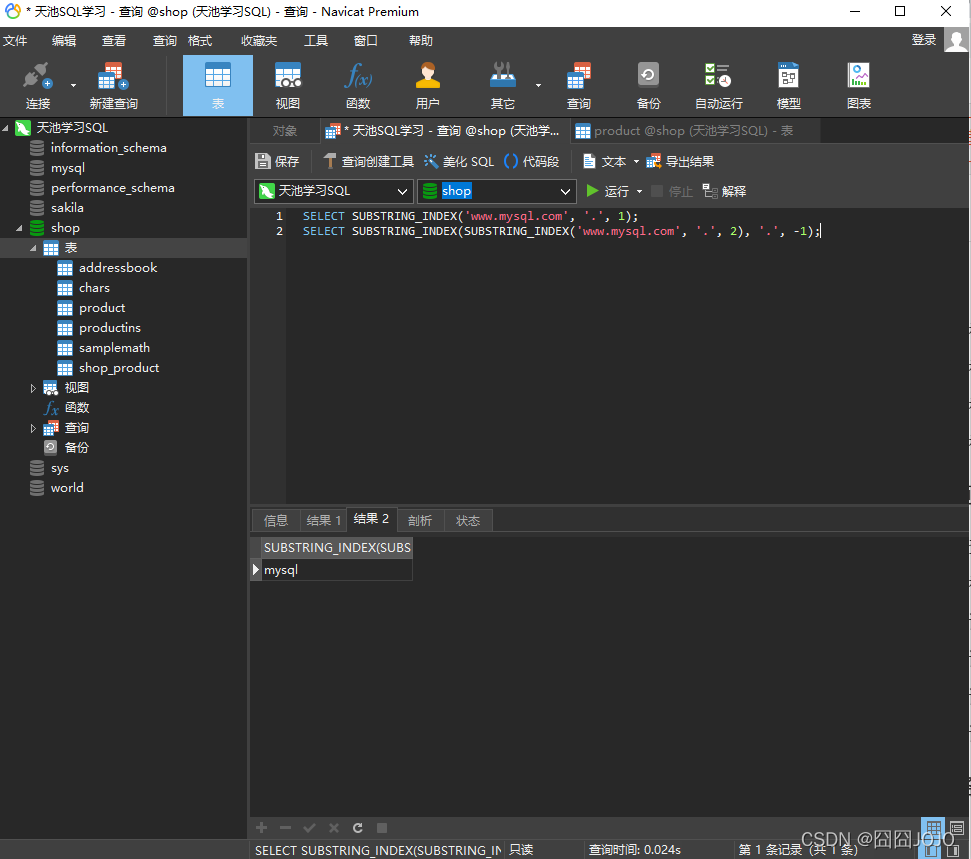 * 天池SQL学习 - 查询 @shop (天池学习SQL) - 查询 - Navicat Premium
文件 编辑 查看 查询 格式 收藏夹 工具 窗口 帮助 登录
连接 新建查询 表 视图 函数 用户 其它 查询 备份 自动运行 模型 图表
天池学习SQL
information_schema
mysql
performance_schema
sakila
shop
表
addressbook
chars
product
productins
samplemath
shop_product
视图
函数
查询
备份
sys
world
对象 * 天池SQL学习 - 查询 @shop (天池学... product @shop (天池学习SQL) - 表
保存 查询创建工具 美化 SQL () 代码段 文本 导出结果
天池学习SQL shop 运行 停止 解释
1 SELECT SUBSTRING_INDEX('www.mysql.com', '.', 1);
2 SELECT SUBSTRING_INDEX(SUBSTRING_INDEX('www.mysql.com', '.', 2), '.', -1);
信息 结果 1 结果 2 剖析 状态
SUBSTRING_INDEX(SUBS
mysql
SELECT SUBSTRING_INDEX(SUBSTRING_IN 只读 查询时间: 0.024s 第 1 条记录 (共 1 条)
CSDN @囧囧JOJO